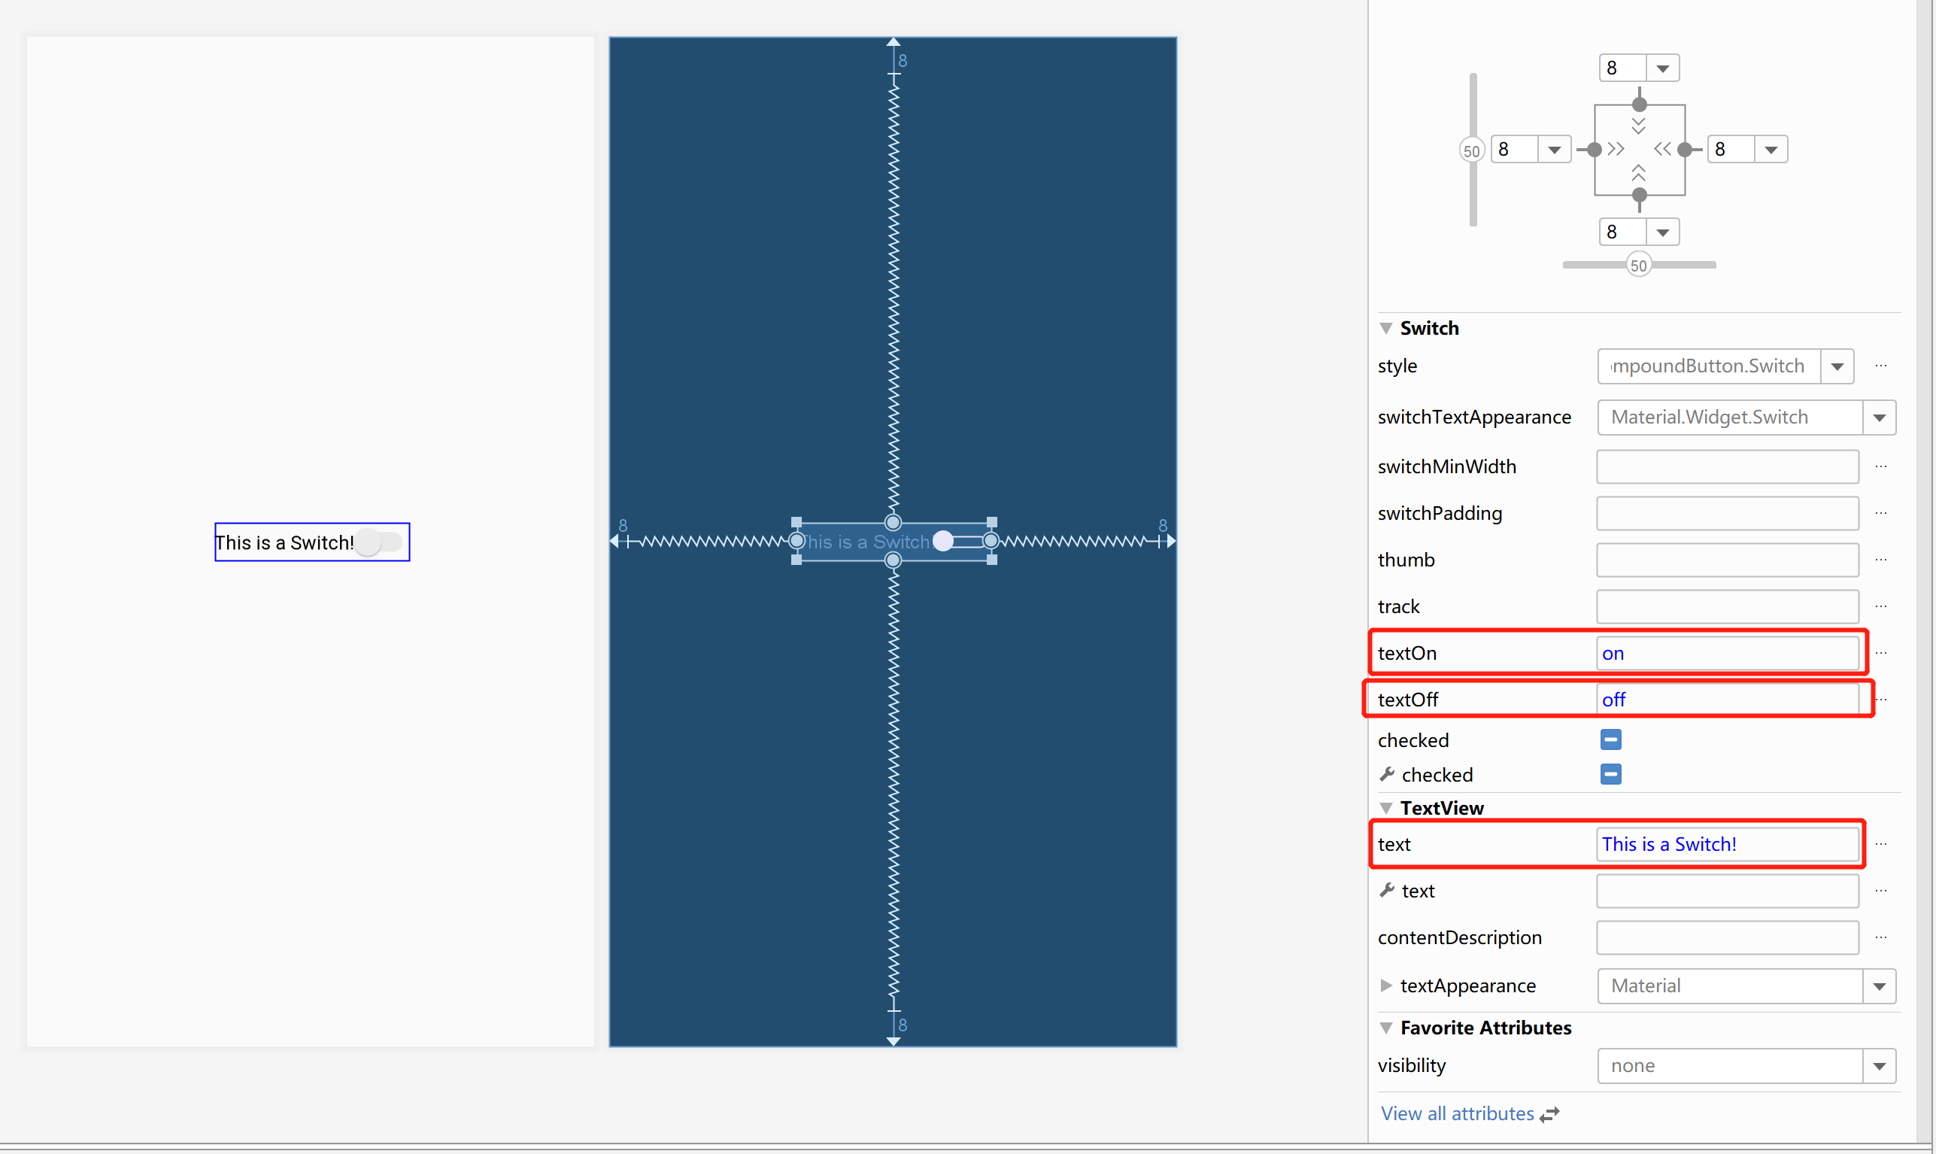 This is a Switch!
8
8
8
This is a Switch!
8
8
8
50
8
8
50
Switch
style
ompoundButton.Switch
...
switchTextAppearance
Material.Widget.Switch
switchMinWidth
...
switchPadding
...
thumb
...
track
...
textOn
on
...
textOff
off
...
checked
checked
TextView
text
This is a Switch!
...
text
...
contentDescription
...
textAppearance
Material
Favorite Attributes
visibility
none
View all attributes